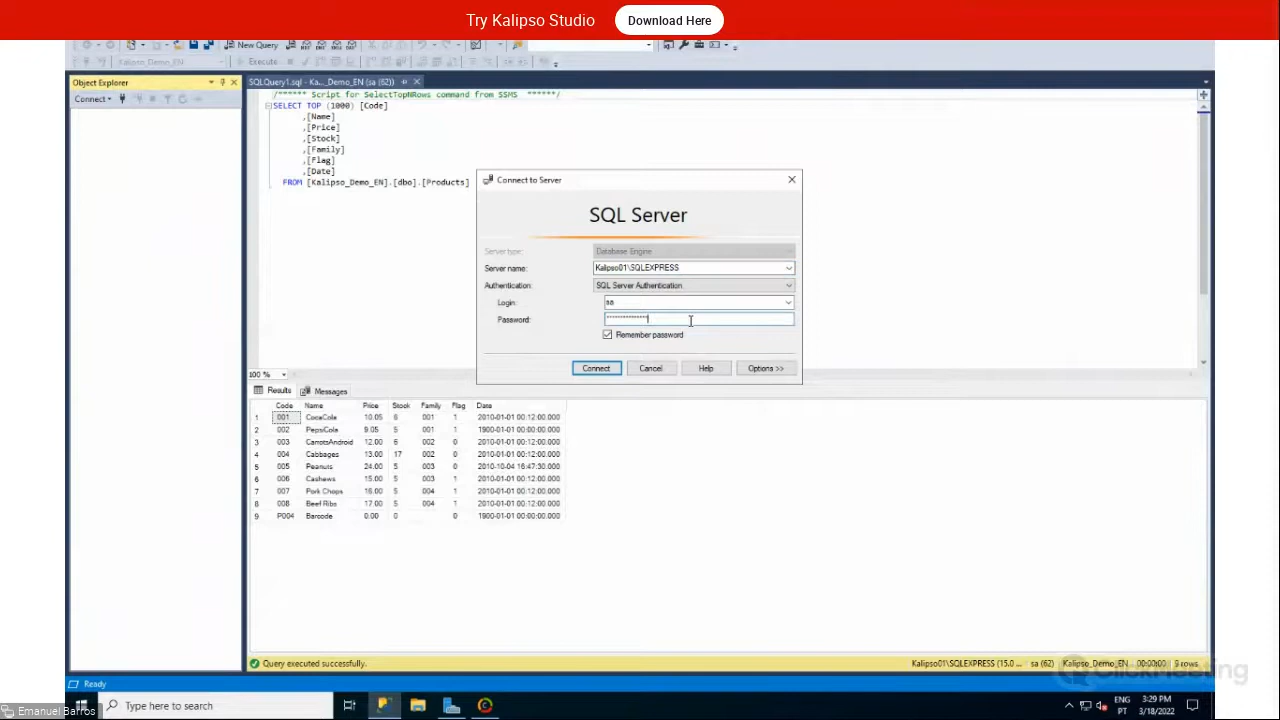 Try Kalipso Studio Download Here
New Query
Kalipso_Demo_EN Execute
Object Explorer
Connect
SQLQuery1.sql - Ka..._Demo_EN (sa (62))
/****** Script for SelectTopNRows command from SSMS ******/
SELECT TOP (1000) [Code]
,[Name]
,[Price]
,[Stock]
,[Family]
,[Flag]
,[Date]
FROM [Kalipso_Demo_EN].[dbo].[Products]
Connect to Server
SQL Server
Server type: Database Engine
Server name: Kalipso01\SQLEXPRESS
Authentication: SQL Server Authentication
Login: sa
Password:
Remember password
Connect Cancel Help Options >>
100 %
Results Messages
Code Name Price Stock Family Flag Date
1 001 CocaCola 10.05 6 001 1 2010-01-01 00:12:00.000
2 002 PepsiCola 9.05 5 001 1 1900-01-01 00:00:00.000
3 003 CarrotsAndroid 12.00 6 002 0 2010-01-01 00:12:00.000
4 004 Cabbages 13.00 17 002 0 2010-01-01 00:12:00.000
5 005 Peanuts 24.00 5 003 0 2010-10-04 16:47:30.000
6 006 Cashews 15.00 5 003 1 2010-01-01 00:12:00.000
7 007 Pork Chops 16.00 5 004 1 2010-01-01 00:12:00.000
8 008 Beef Ribs 17.00 5 004 1 2010-01-01 00:12:00.000
9 P004 Barcode 0.00 0 0 1900-01-01 00:00:00.000
Query executed successfully. Kalipso01\SQLEXPRESS (15.0 ... sa (62) Kalipso_Demo_EN 00:00:00 9 rows
ClickMeeting
Ready
Type here to search
ENG 3:29 PM
PT 3/18/2022
Emanuel Barros